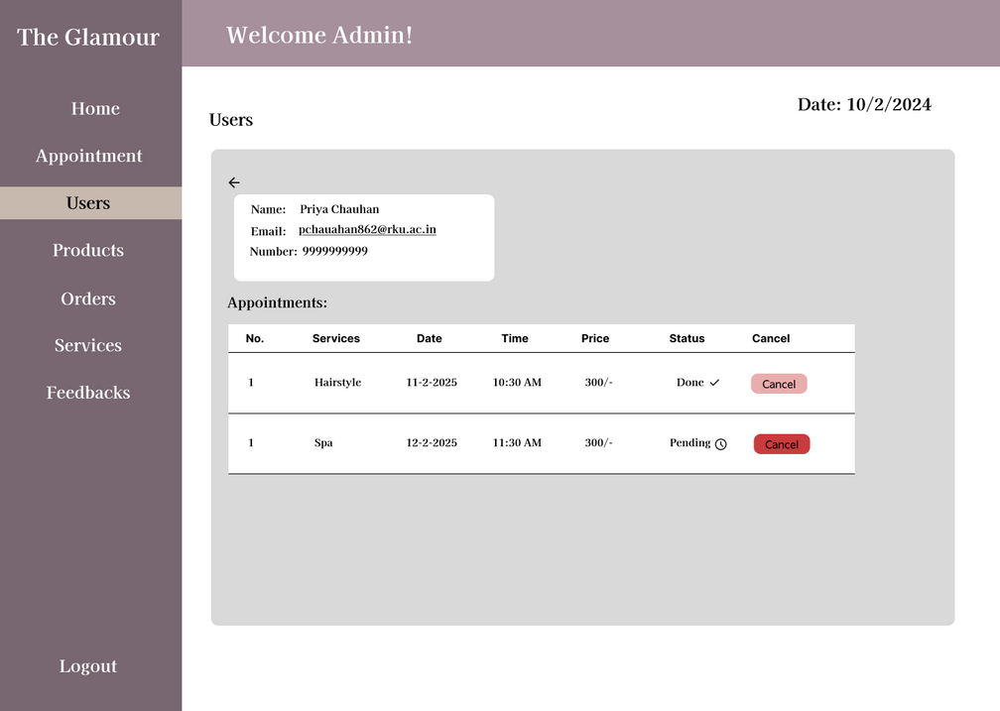 The Glamour
Welcome Admin!
Home
Appointment
Users
Products
Orders
Services
Feedbacks
Logout
Date: 10/2/2024
Users
Name: Priya Chauhan
Email: pchauahan862@rku.ac.in
Number: 9999999999
Appointments:
No. Services Date Time Price Status Cancel
1 Hairstyle 11-2-2025 10:30 AM 300/- Done Cancel
1 Spa 12-2-2025 11:30 AM 300/- Pending Cancel